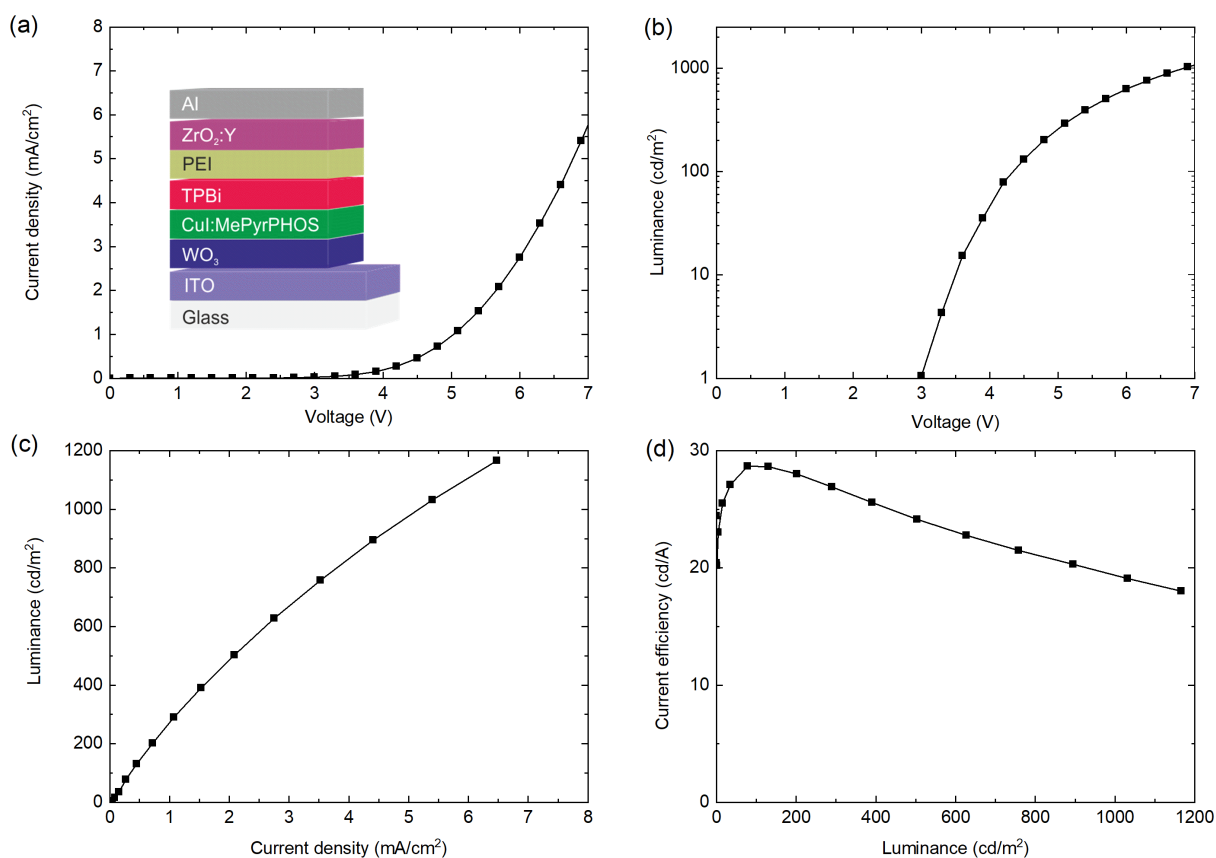 (a)
8
7
6
5
4
3
2
1
0
Current density (mA/cm²)
Al
ZrO₂:Y
PEI
TPBi
CuI:MePyrPHOS
WO₃
ITO
Glass
0 1 2 3 4 5 6 7
Voltage (V)
(b)
1000
100
10
1
Luminance (cd/m²)
0 1 2 3 4 5 6 7
Voltage (V)
(c)
1200
1000
800
600
400
200
0
Luminance (cd/m²)
0 1 2 3 4 5 6 7 8
Current density (mA/cm²)
(d)
30
20
10
0
Current efficiency (cd/A)
0 200 400 600 800 1000 1200
Luminance (cd/m²)